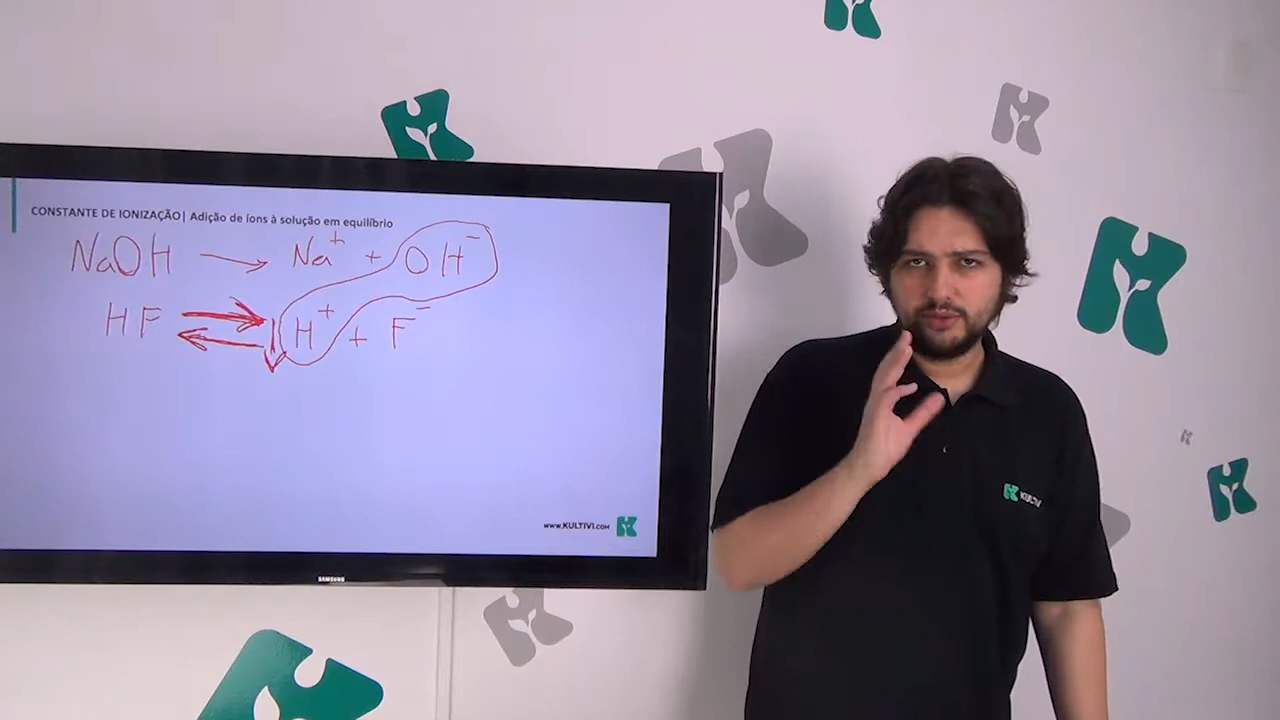 CONSTANTE DE IONIZAÇÃO| Adição de íons à solução em equilíbrio
NaOH → Na⁺ + OH⁻
HF ⇄ ↓H⁺ + F⁻
www.KULTIVI.COM
SAMSUNG
KULTIVI